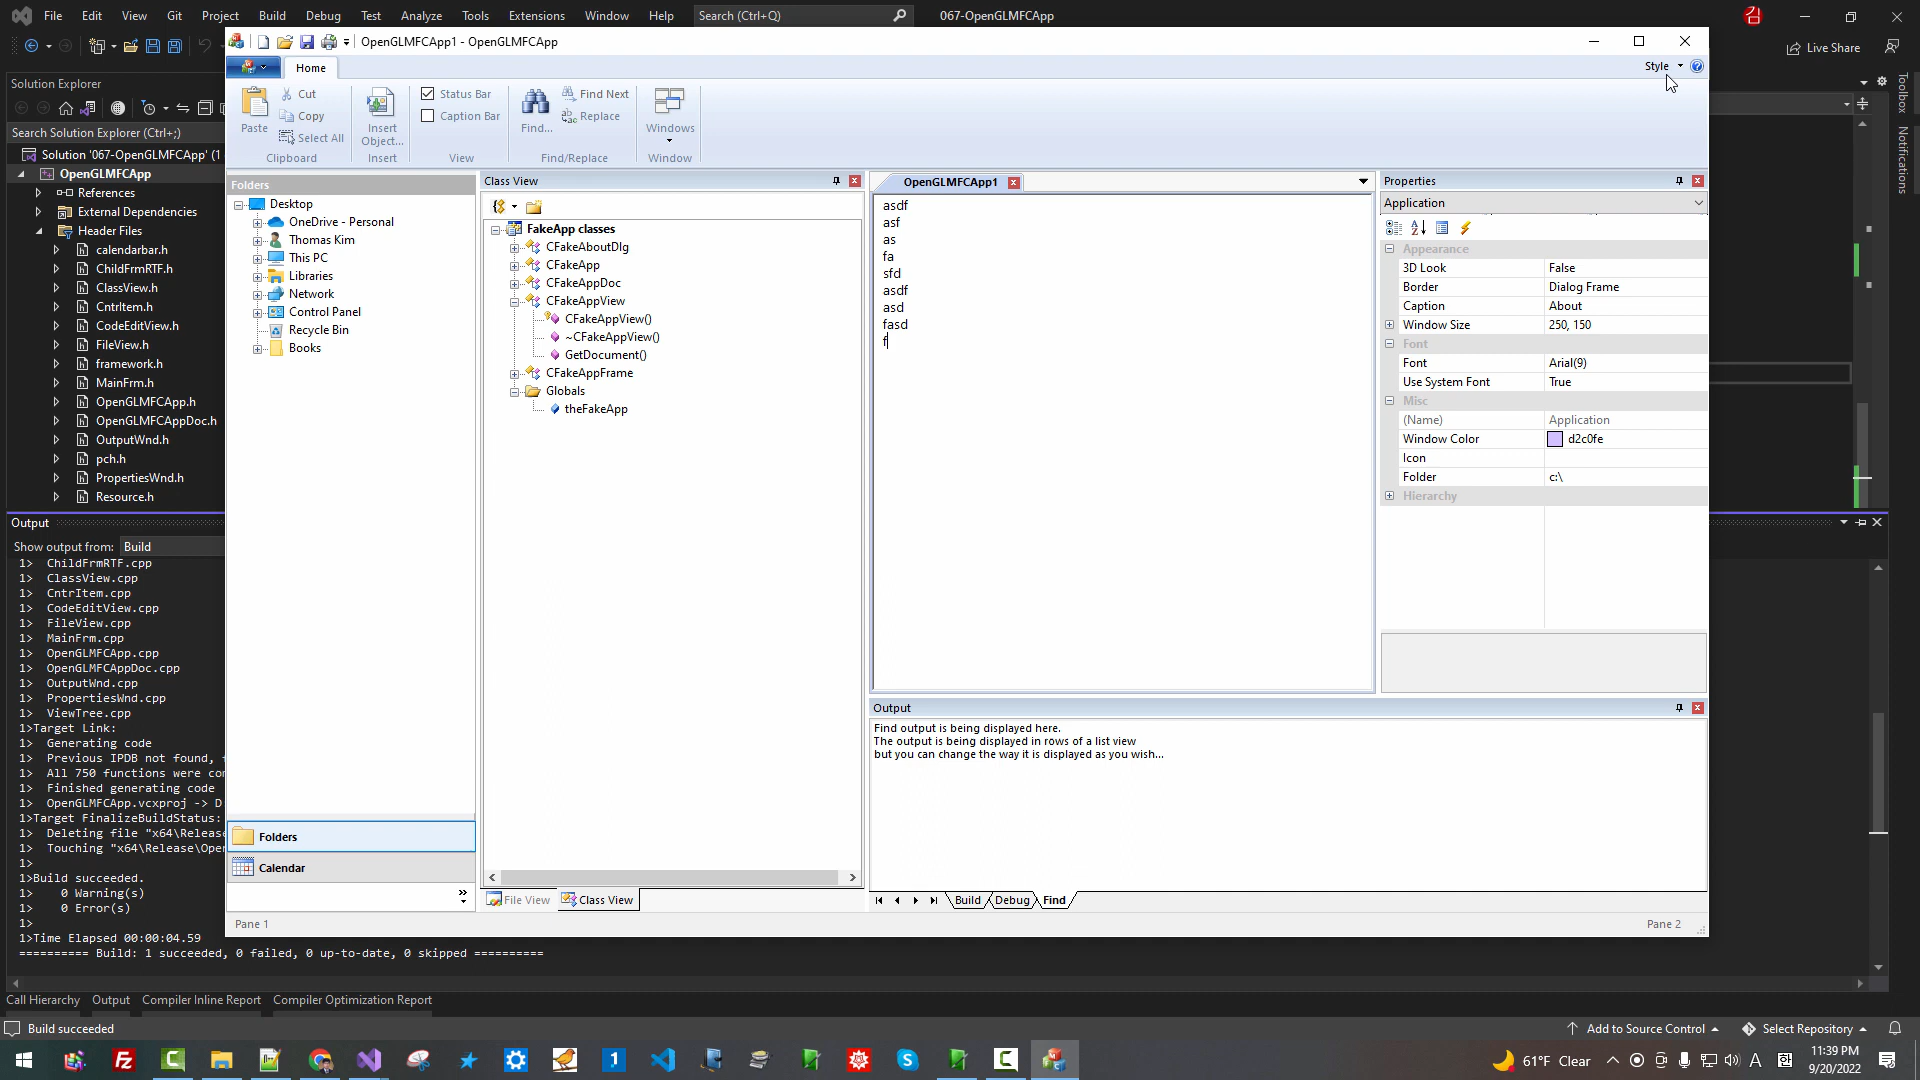 File Edit View Git Project Build Debug Test Analyze Tools Extensions Window Help Search (Ctrl+Q) 067-OpenGLMFCApp
Live Share
Solution Explorer
Search Solution Explorer (Ctrl+;)
Solution '067-OpenGLMFCApp' (1
OpenGLMFCApp
References
External Dependencies
Header Files
calendarbar.h
ChildFrmRTF.h
ClassView.h
CntrItem.h
CodeEditView.h
FileView.h
framework.h
MainFrm.h
OpenGLMFCApp.h
OpenGLMFCAppDoc.h
OutputWnd.h
pch.h
PropertiesWnd.h
Resource.h
Toolbox
Notifications
OpenGLMFCApp1 - OpenGLMFCApp
Home
Style
Paste
Cut
Copy
Select All
Clipboard
Insert
Object...
Insert
Status Bar
Caption Bar
View
Find...
Find Next
Replace
Find/Replace
Windows
Window
Folders
Desktop
OneDrive - Personal
Thomas Kim
This PC
Libraries
Network
Control Panel
Recycle Bin
Books
Folders
Calendar
Class View
FakeApp classes
CFakeAboutDlg
CFakeApp
CFakeAppDoc
CFakeAppView
CFakeAppView()
~CFakeAppView()
GetDocument()
CFakeAppFrame
Globals
theFakeApp
File View Class View
OpenGLMFCApp1
asdf
asf
as
fa
sfd
asdf
asd
fasd
f
Properties
Application
Appearance
3D Look False
Border Dialog Frame
Caption About
Window Size 250, 150
Font
Font Arial(9)
Use System Font True
Misc
(Name) Application
Window Color d2c0fe
Icon
Folder c:\
Hierarchy
Output
Find output is being displayed here.
The output is being displayed in rows of a list view
but you can change the way it is displayed as you wish...
Build Debug Find
Pane 1 Pane 2
Output
Show output from: Build
1> ChildFrmRTF.cpp
1> ClassView.cpp
1> CntrItem.cpp
1> CodeEditView.cpp
1> FileView.cpp
1> MainFrm.cpp
1> OpenGLMFCApp.cpp
1> OpenGLMFCAppDoc.cpp
1> OutputWnd.cpp
1> PropertiesWnd.cpp
1> ViewTree.cpp
1>Target Link:
1> Generating code
1> Previous IPDB not found,
1> All 750 functions were
1> Finished generating code
1> OpenGLMFCApp.vcxproj -> D
1>Target FinalizeBuildStatus:
1> Deleting file "x64\Release
1> Touching "x64\Release\Ope
1>
1>Build succeeded.
1> 0 Warning(s)
1> 0 Error(s)
1>
1>Time Elapsed 00:00:04.59
========== Build: 1 succeeded, 0 failed, 0 up-to-date, 0 skipped ==========
Call Hierarchy Output Compiler Inline Report Compiler Optimization Report
Build succeeded Add to Source Control Select Repository
61°F Clear A 11:39 PM
9/20/2022